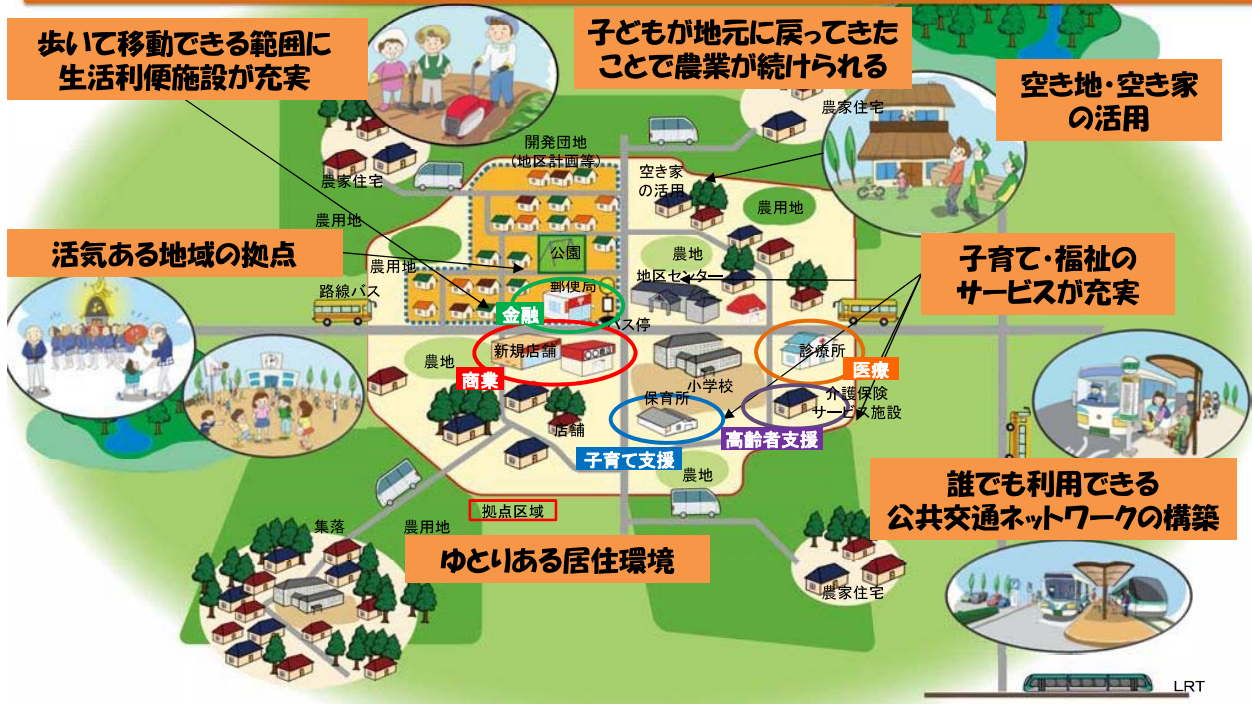 歩いて移動できる範囲に
生活利便施設が充実
子どもが地元に戻ってきた
ことで農業が続けられる
空き地・空き家
の活用
農家住宅
開発団地
(地区計画等)
農家住宅
空き家
の活用
農用地
農用地
活気ある地域の拠点
農用地
公園
農地
地区センター
子育て・福祉の
サービスが充実
路線バス
郵便局
金融
バス停
農地
新規店舗
商業
小学校
診療所
医療
保育所
介護保険
サービス施設
店舗
子育て支援
高齢者支援
農地
拠点区域
誰でも利用できる
公共交通ネットワークの構築
集落
農用地
ゆとりある居住環境
農家住宅
LRT